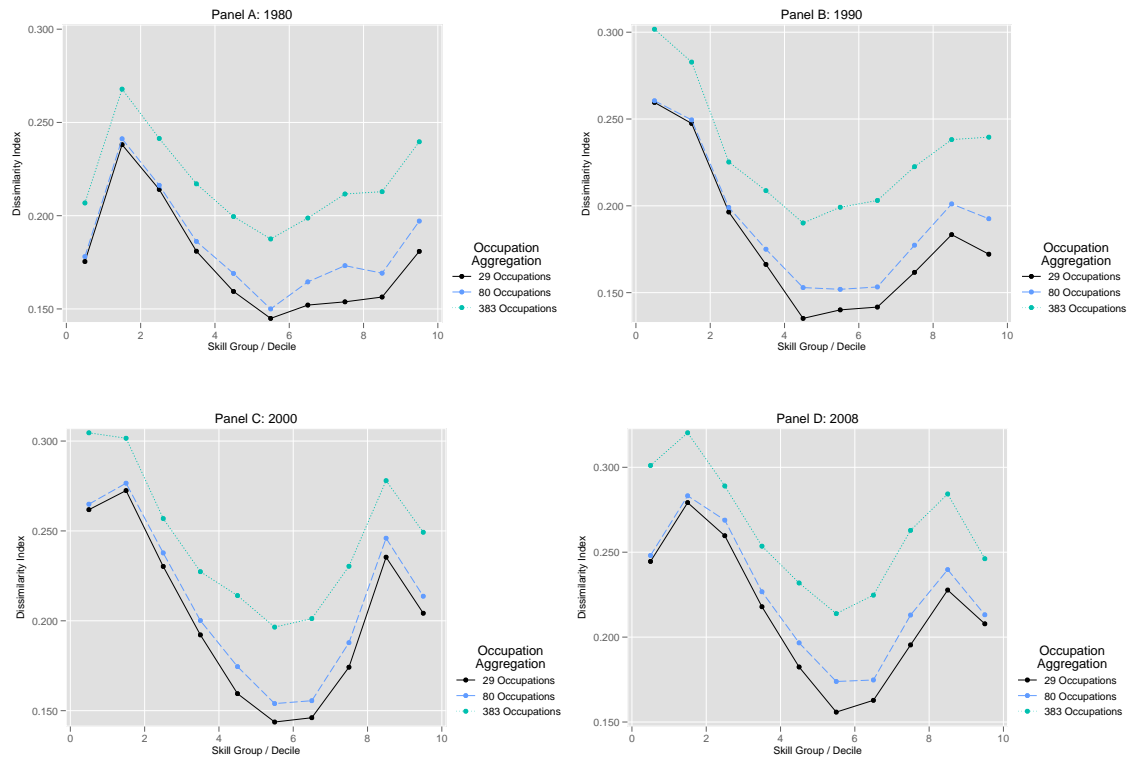 Panel A: 1980
0.300
0.250
0.200
0.150
Dissimilarity Index
0
2
4
6
8
10
Skill Group / Decile
Occupation
Aggregation
29 Occupations
80 Occupations
383 Occupations
Panel B: 1990
0.300
0.250
0.200
0.150
Dissimilarity Index
0
2
4
6
8
10
Skill Group / Decile
Occupation
Aggregation
29 Occupations
80 Occupations
383 Occupations
Panel C: 2000
0.300
0.250
0.200
0.150
Dissimilarity Index
0
2
4
6
8
10
Skill Group / Decile
Occupation
Aggregation
29 Occupations
80 Occupations
383 Occupations
Panel D: 2008
0.300
0.250
0.200
0.150
Dissimilarity Index
0
2
4
6
8
10
Skill Group / Decile
Occupation
Aggregation
29 Occupations
80 Occupations
383 Occupations